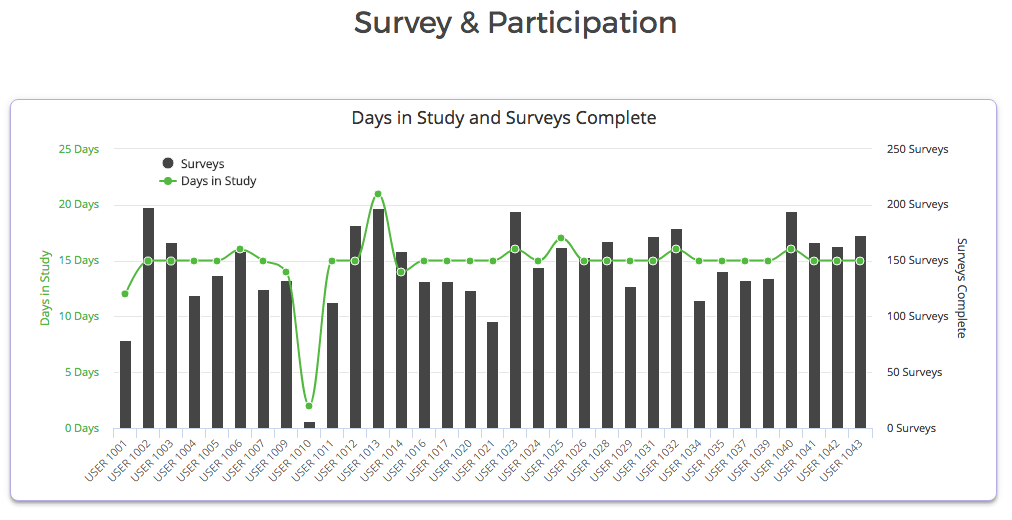 Survey & Participation
Days in Study and Surveys Complete
25 Days
20 Days
15 Days
10 Days
5 Days
0 Days
Days in Study
Surveys
Days in Study
250 Surveys
200 Surveys
150 Surveys
100 Surveys
50 Surveys
0 Surveys
Surveys Complete
USER 1001
USER 1002
USER 1003
USER 1004
USER 1005
USER 1006
USER 1007
USER 1009
USER 1010
USER 1011
USER 1012
USER 1013
USER 1014
USER 1016
USER 1017
USER 1020
USER 1021
USER 1023
USER 1024
USER 1025
USER 1026
USER 1028
USER 1029
USER 1031
USER 1032
USER 1034
USER 1035
USER 1037
USER 1039
USER 1040
USER 1041
USER 1042
USER 1043